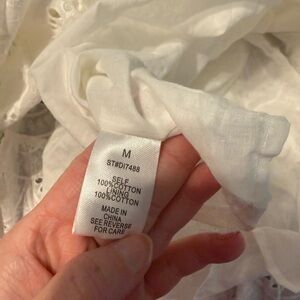 M
ST#DI7488
SELF
100%COTTON
LINING
100%COTTON
MADE IN
CHINA
SEE REVERSE
FOR CARE